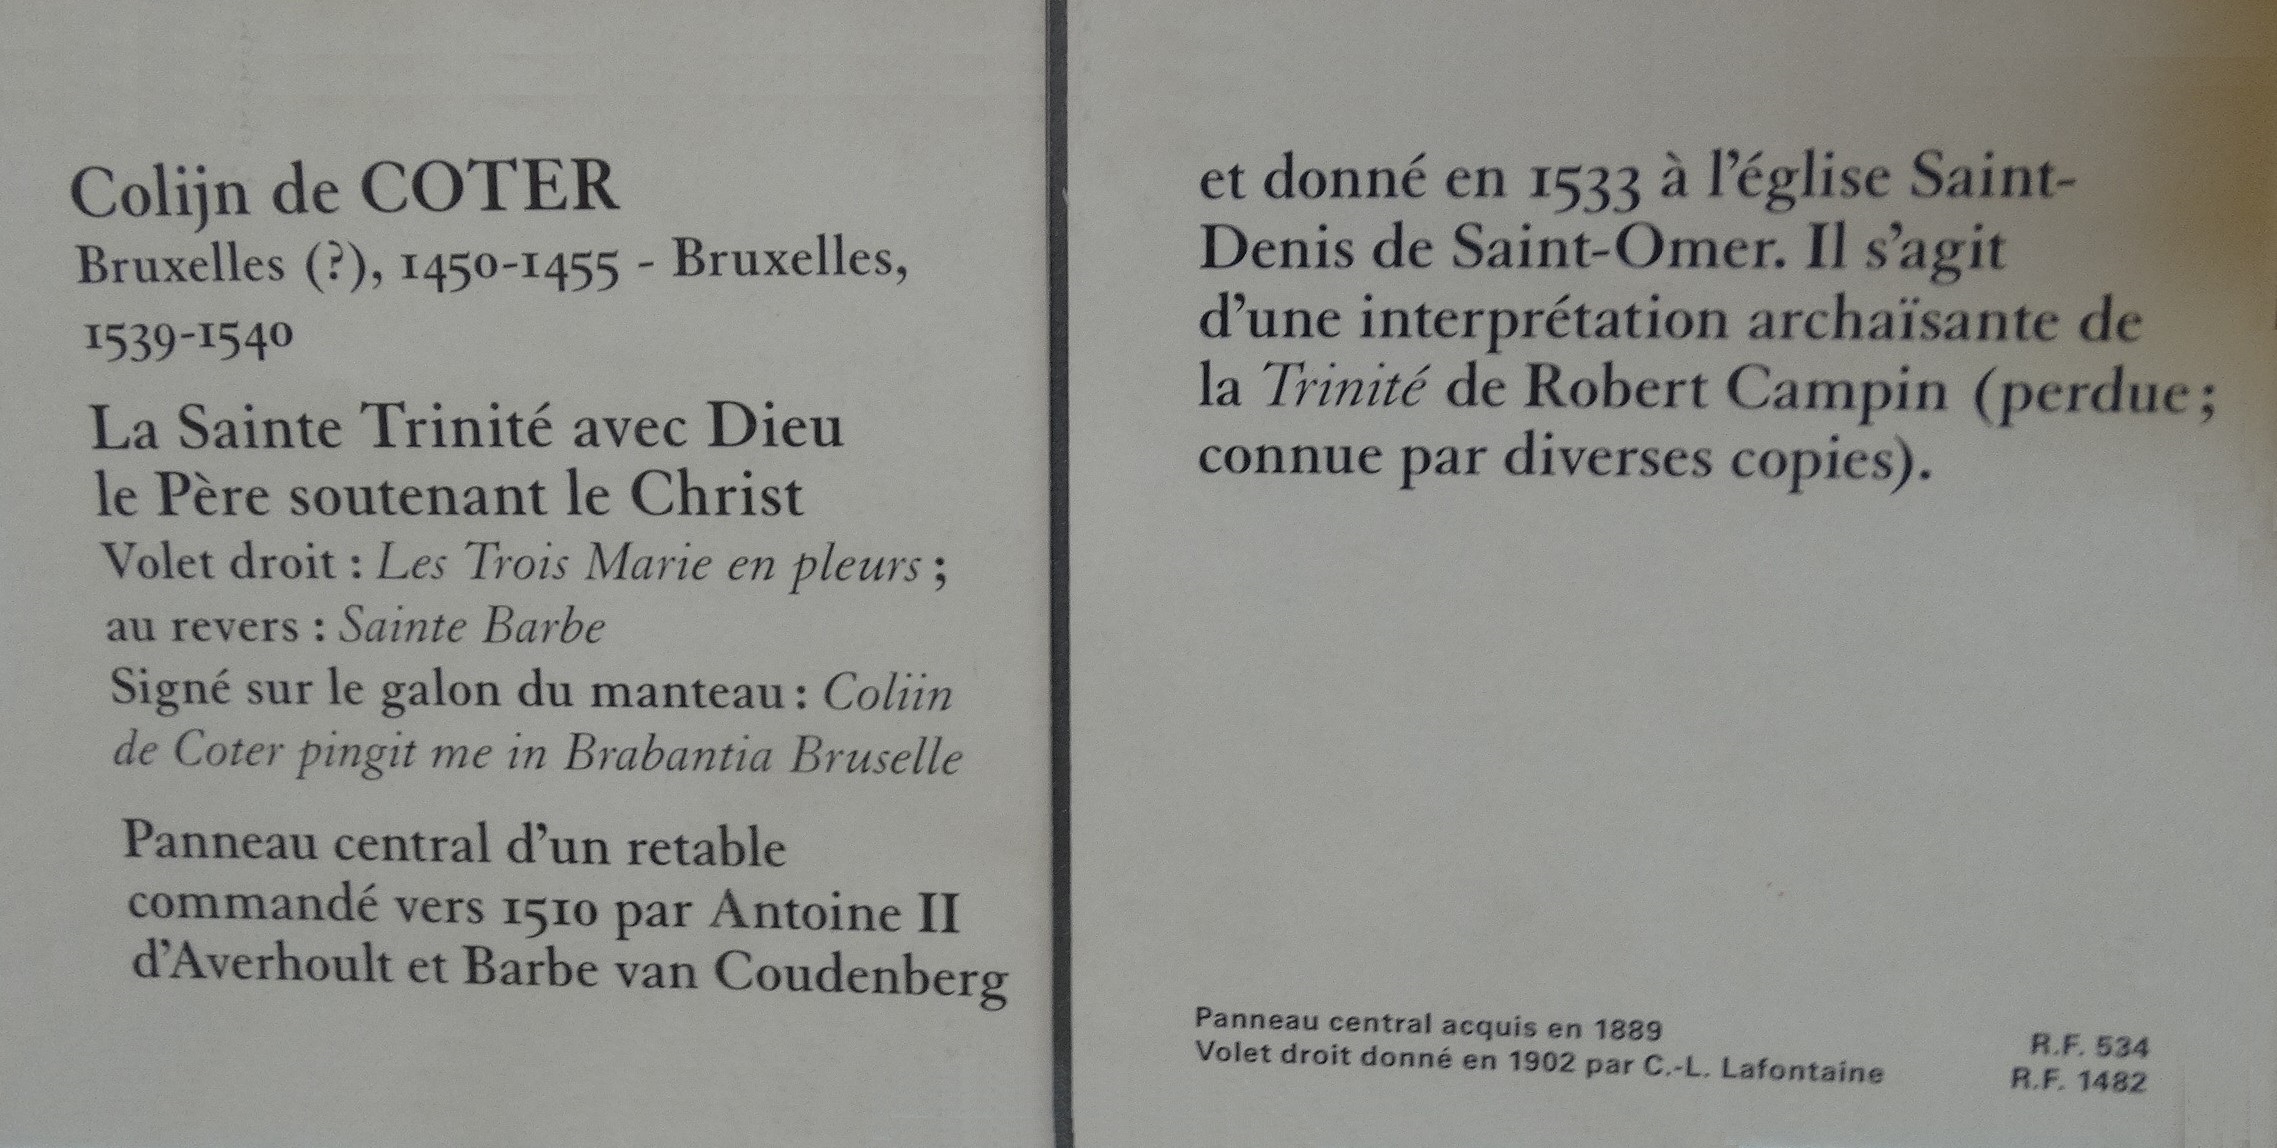 Colijn de COTER
Bruxelles (?), 1450-1455 - Bruxelles,
1539-1540
La Sainte Trinité avec Dieu
le Père soutenant le Christ
Volet droit : Les Trois Marie en pleurs ;
au revers : Sainte Barbe
Signé sur le galon du manteau : Coliin
de Coter pingit me in Brabantia Bruselle
Panneau central d'un retable
commandé vers 1510 par Antoine II
d'Averhoult et Barbe van Coudenberg
et donné en 1533 à l'église Saint-
Denis de Saint-Omer. Il s'agit
d'une interprétation archaïsante de
la Trinité de Robert Campin (perdue ;
connue par diverses copies).
Panneau central acquis en 1889 R.F. 534
Volet droit donné en 1902 par C.-L. Lafontaine R.F. 1482